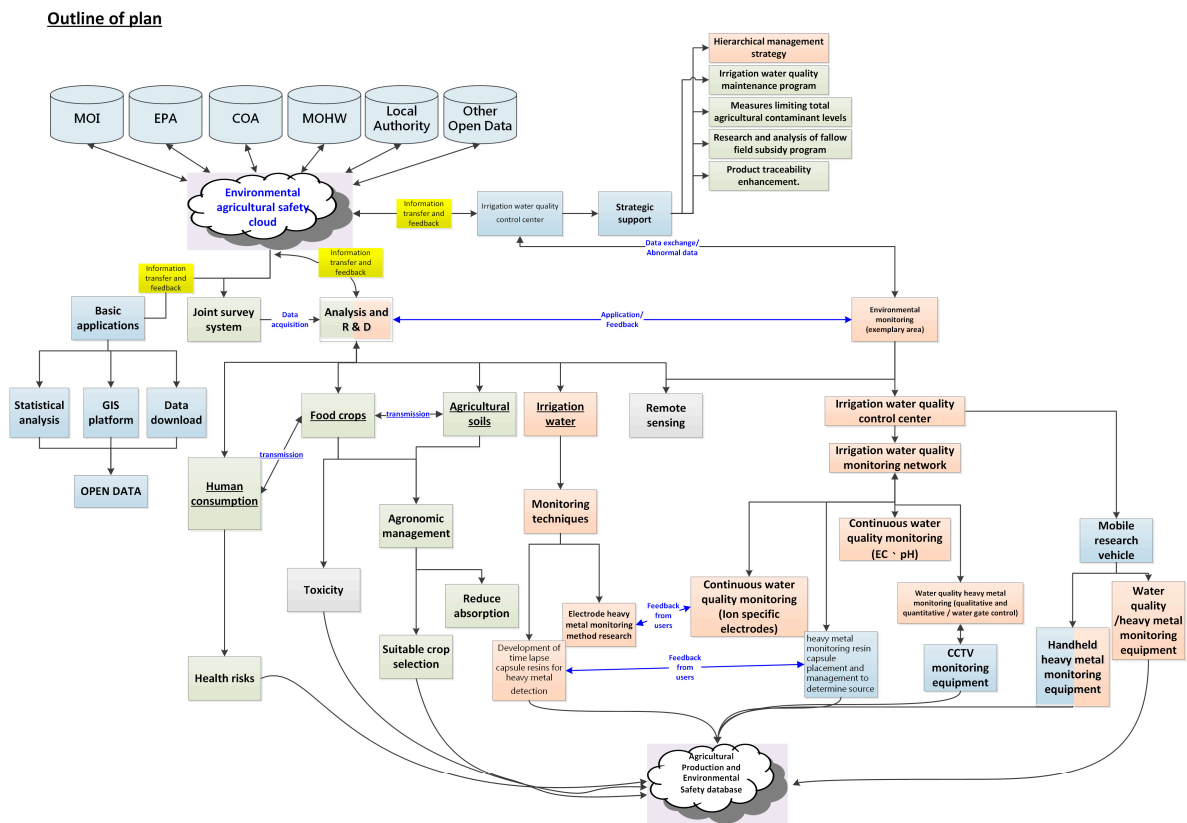 Outline of plan
Hierarchical management
strategy
Irrigation water quality
maintenance program
Measures limiting total
agricultural contaminant levels
Research and analysis of fallow
field subsidy program
Product traceability
enhancement.
MOI
EPA
COA
MOHW
Local
Authority
Other
Open Data
Environmental
agricultural safety
cloud
Information
transfer and
feedback
Irrigation water quality
control center
Strategic
support
Data exchange/
Abnormal data
Information
transfer and
feedback
Information
transfer and
feedback
Basic
applications
Joint survey
system
Data
acquisition
Analysis and
R & D
Application/
Feedback
Environmental
monitoring
(exemplary area)
Statistical
analysis
GIS
platform
Data
download
OPEN DATA
Food crops
transmission
Agricultural
soils
Irrigation
water
Remote
sensing
Irrigation water quality
control center
Irrigation water quality
monitoring network
transmission
Human
consumption
Agronomic
management
Monitoring
techniques
Continuous water
quality monitoring
(EC、pH)
Mobile
research
vehicle
Toxicity
Reduce
absorption
Electrode heavy
metal monitoring
method research
Feedback
from
users
Continuous water
quality monitoring
(Ion specific
electrodes)
Water quality heavy metal
monitoring (qualitative and
quantitative / water gate control)
Water
quality
/heavy metal
monitoring
equipment
Health risks
Suitable crop
selection
Development of
time lapse
capsule resins for
heavy metal
detection
Feedback
from
users
heavy metal
monitoring resin
capsule
placement and
management to
determine source
CCTV
monitoring
equipment
Handheld
heavy metal
monitoring
equipment
Agricultural
Production and
Environmental
Safety database